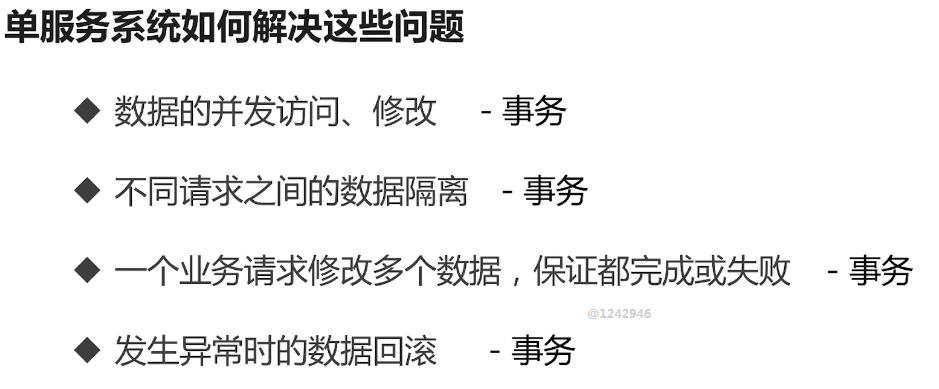 单服务系统如何解决这些问题
◆ 数据的并发访问、修改 - 事务
◆ 不同请求之间的数据隔离 - 事务
◆ 一个业务请求修改多个数据，保证都完成或失败 - 事务
@1242946
◆ 发生异常时的数据回滚 - 事务